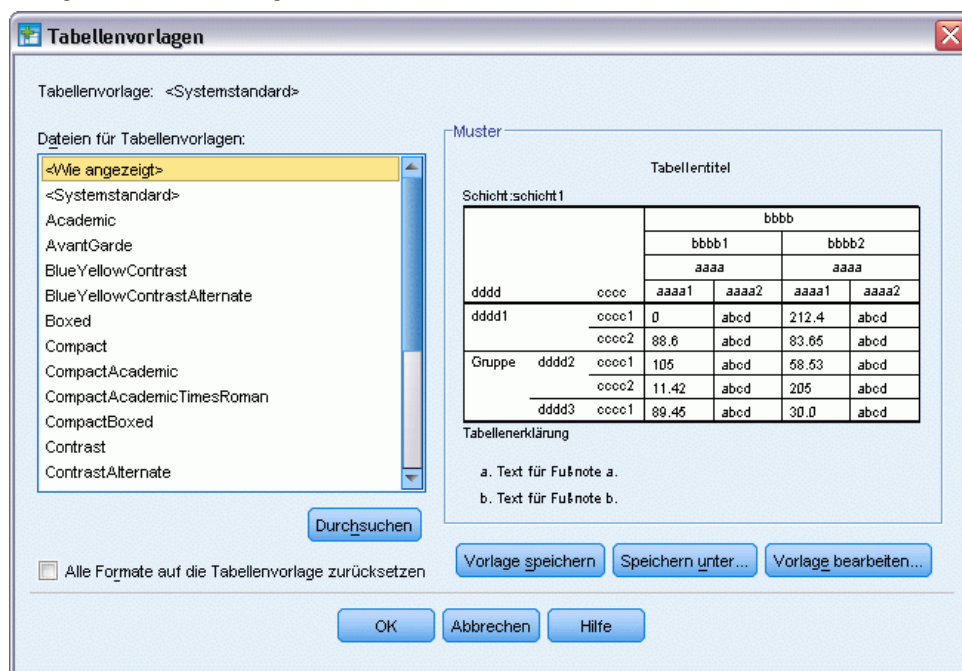 Tabellenvorlagen
Tabellenvorlage: <Systemstandard>
Dateien für Tabellenvorlagen:
<Wie angezeigt>
<Systemstandard>
Academic
AvantGarde
BlueYellowContrast
BlueYellowContrastAlternate
Boxed
Compact
CompactAcademic
CompactAcademicTimesRoman
CompactBoxed
Contrast
ContrastAlternate
Durchsuchen
Alle Formate auf die Tabellenvorlage zurücksetzen
Muster
Tabellentitel
Schicht:schicht1
bbbb
bbbb1 bbbb2
aaaa aaaa
dddd cccc aaaa1 aaaa2 aaaa1 aaaa2
dddd1 cccc1 0 abcd 212.4 abcd
cccc2 88.6 abcd 83.65 abcd
Gruppe dddd2 cccc1 105 abcd 58.53 abcd
cccc2 11.42 abcd 205 abcd
dddd3 cccc1 89.45 abcd 30.0 abcd
Tabellenerklärung
a. Text für Fußnote a.
b. Text für Fußnote b.
Vorlage speichern Speichern unter... Vorlage bearbeiten...
OK Abbrechen Hilfe